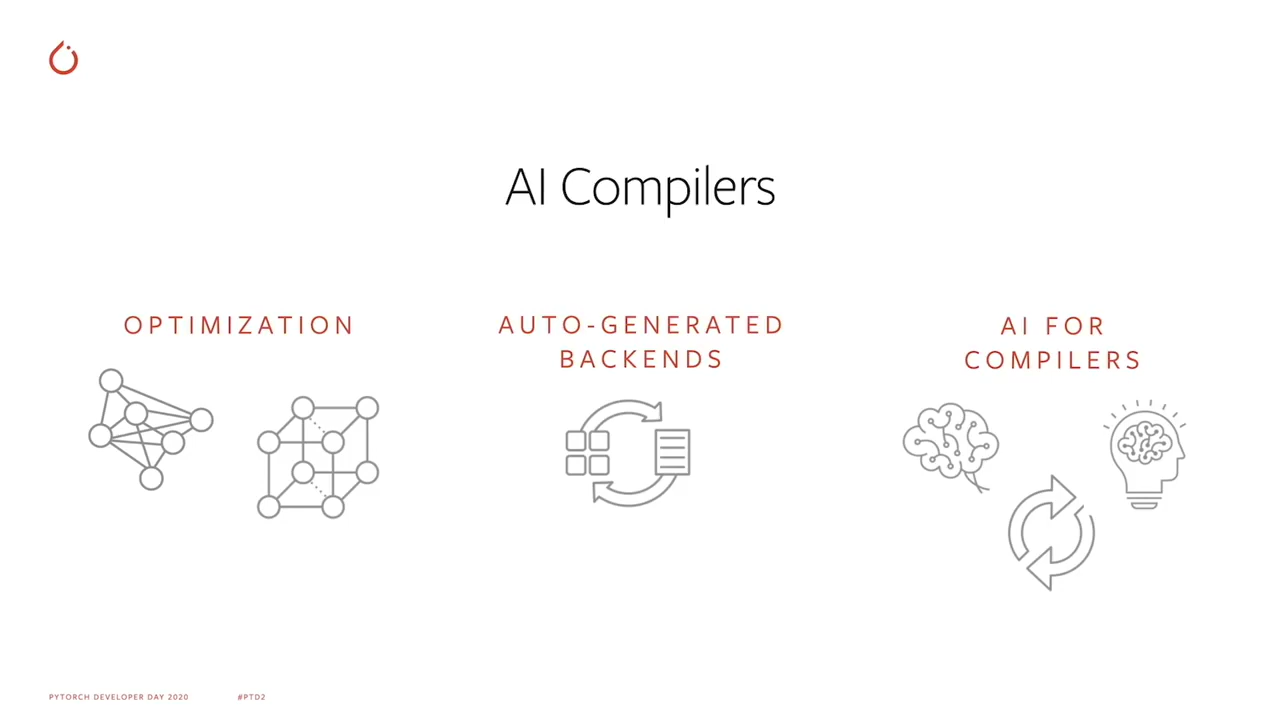 AI Compilers
OPTIMIZATION
AUTO-GENERATED
BACKENDS
AI FOR
COMPILERS
PYTORCH DEVELOPER DAY 2020
#PTD2